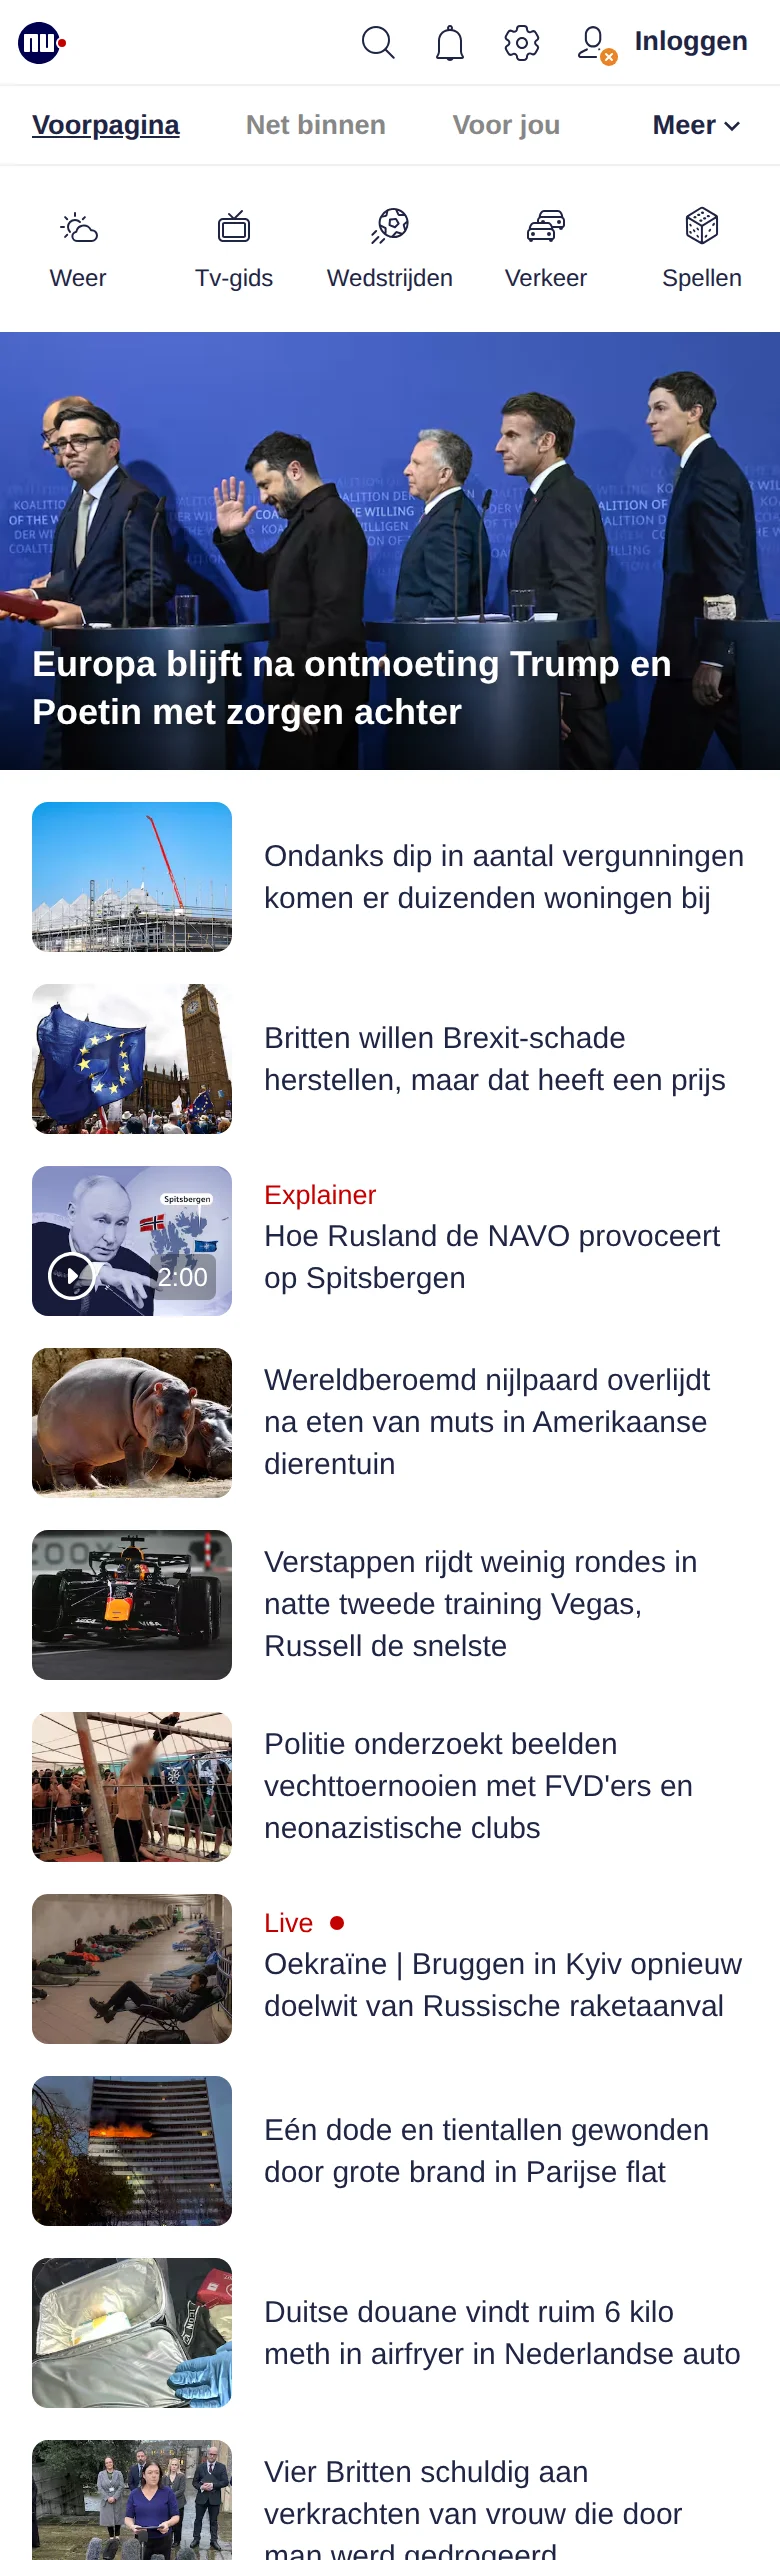 nu
Inloggen
Voorpagina
Net binnen
Voor jou
Meer
Weer
Tv-gids
Wedstrijden
Verkeer
Spellen
Europa blijft na ontmoeting Trump en
Poetin met zorgen achter
Ondanks dip in aantal vergunningen
komen er duizenden woningen bij
Britten willen Brexit-schade
herstellen, maar dat heeft een prijs
Spitsbergen
2:00
Explainer
Hoe Rusland de NAVO provoceert
op Spitsbergen
Wereldberoemd nijlpaard overlijdt
na eten van muts in Amerikaanse
dierentuin
Verstappen rijdt weinig rondes in
natte tweede training Vegas,
Russell de snelste
Politie onderzoekt beelden
vechttoernooien met FVD'ers en
neonazistische clubs
Live
Oekraïne | Bruggen in Kyiv opnieuw
doelwit van Russische raketaanval
Eén dode en tientallen gewonden
door grote brand in Parijse flat
Duitse douane vindt ruim 6 kilo
meth in airfryer in Nederlandse auto
Vier Britten schuldig aan
verkrachten van vrouw die door
man werd gedrogeerd